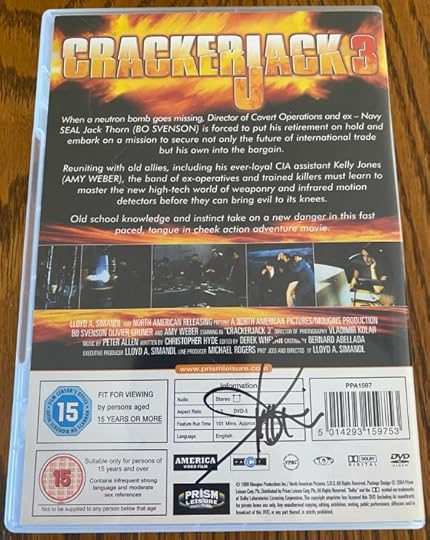 CRACKERJACK 3
When a neutron bomb goes missing, Director of Covert Operations and ex – Navy
SEAL Jack Thorn (BO SVENSON) is forced to put his retirement on hold and
embark on a mission to secure not only the future of international trade
but his own into the bargain.
Reuniting with old allies, including his ever-loyal CIA assistant Kelly Jones
(AMY WEBER), the band of ex-operatives and trained killers must learn to
master the new high-tech world of weaponry and infrared motion
detectors before they can bring evil to its knees.
Old school knowledge and instinct take on a new danger in this fast
paced, tongue in cheek action adventure movie.
LLOYD A. SIMANDL AND NORTH AMERICAN RELEASING PRESENT A NORTH AMERICAN PICTURES/MOUGINS PRODUCTION
BO SVENSON OLIVIER GRUNER AND AMY WEBER STARRING IN "CRACKERJACK 3" DIRECTOR OF PHOTOGRAPHY VLADIMIR KOLAR
MUSIC BY PETER ALLEN WRITTEN BY CHRISTOPHER HYDE EDITED BY DEREK CASTING BY BERNARD ABELLADA
EXECUTIVE PRODUCER LLOYD A. SIMANDL LINE PRODUCER MICHAEL ROGERS AND DIRECTED BY LLOYD A. SIMANDL
www.prismleisure.com
15
FIT FOR VIEWING
by persons aged
15 YEARS OR MORE
Information
Audio Stereo
Aspect Ratio DVD-5
Feature Run Time 101 Mins. Approx
Language English
PPA1597
5 014293 159753
15
Suitable only for persons of
15 years and over
Contains infrequent strong
language and moderate
sex references
Not to be supplied to any person below that age
AMERICA
VIDEO FILM
DOLBY
DIGITAL
DVD
VIDEO
PRISM
LEISURE